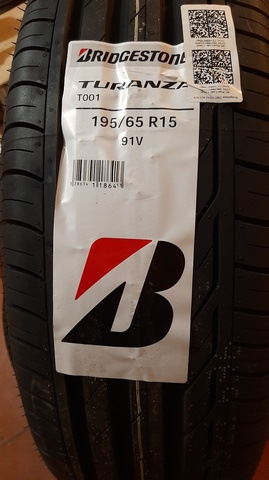 BRIDGESTONE
TURANZA
T001
195/65 R15
91V